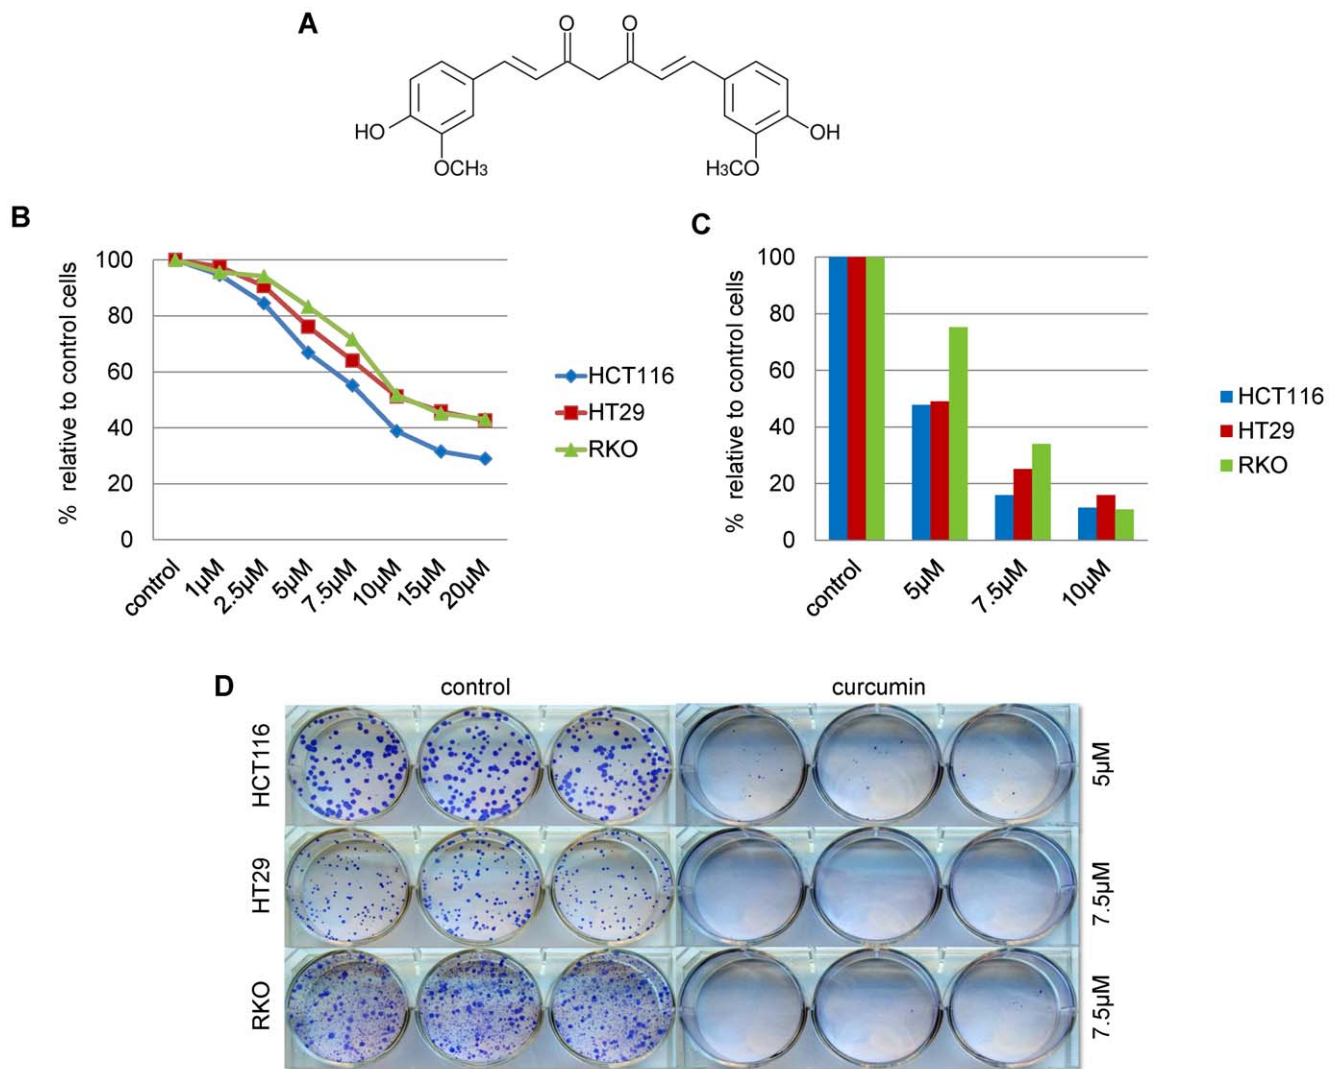 A
O O
HO OH
OCH3 H3CO
B
% relative to control cells
100
80
60
40
20
0
control 1µM 2.5µM 5µM 7.5µM 10µM 15µM 20µM
HCT116
HT29
RKO
C
% relative to control cells
100
80
60
40
20
0
control 5µM 7.5µM 10µM
HCT116
HT29
RKO
D
control curcumin
HCT116 5µM
HT29 7.5µM
RKO 7.5µM